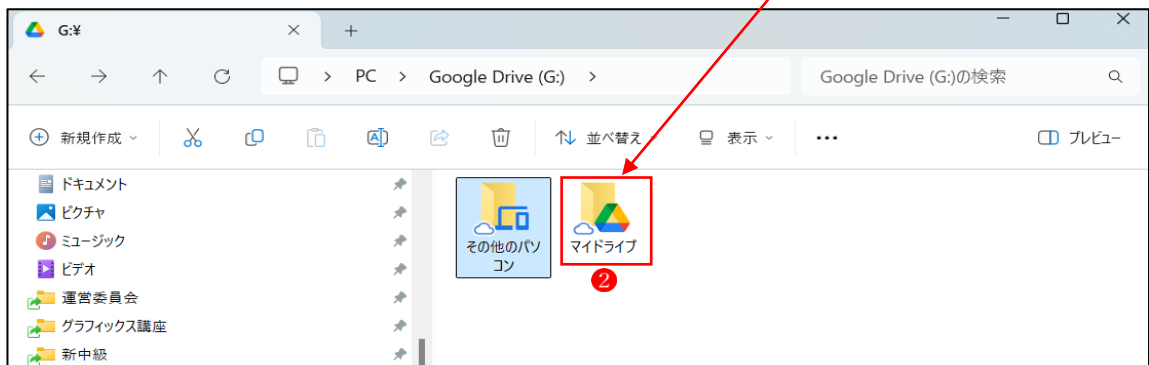 G:¥
PC > Google Drive (G:) >
Google Drive (G:)の検索
新規作成
並べ替え
表示
プレビュー
ドキュメント
ピクチャ
ミュージック
ビデオ
運営委員会
グラフィックス講座
新中級
その他のパソ
コン
マイドライブ
2